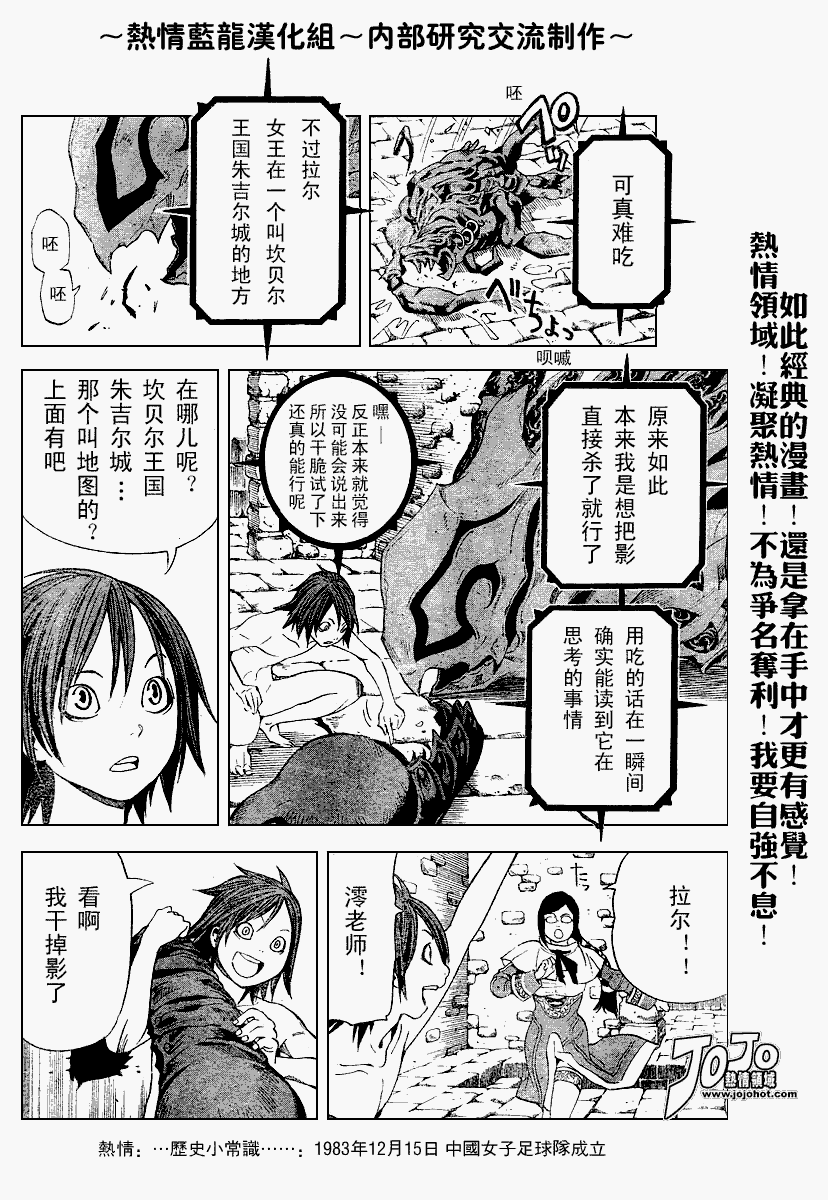 ～熱情藍龍漢化組～内部研究交流制作～
呸
ペロッ
可真难吃
べちょっ
呗嘁
不过拉尔
女王在一个叫坎贝尔
王国朱吉尔城的地方
呸
呸
原来如此
本来我是想把影
直接杀了就行了
用吃的话在一瞬间
确实能读到它在
思考的事情
嘿—
反正本来就觉得
没可能会说出来
所以干脆试了下
还真的能行呢
在哪儿呢？
坎贝尔王国
朱吉尔城…
那个叫地图的？
上面有吧
拉尔！！
たっ
澪老师！
看啊
我干掉影了
如此經典的漫畫！還是拿在手中才更有感覺！
熱情領域！凝聚熱情！不為爭名奪利！我要自強不息！
JOJO
熱情領域
www.jojohot.com
熱情：…歷史小常識……：1983年12月15日 中國女子足球隊成立